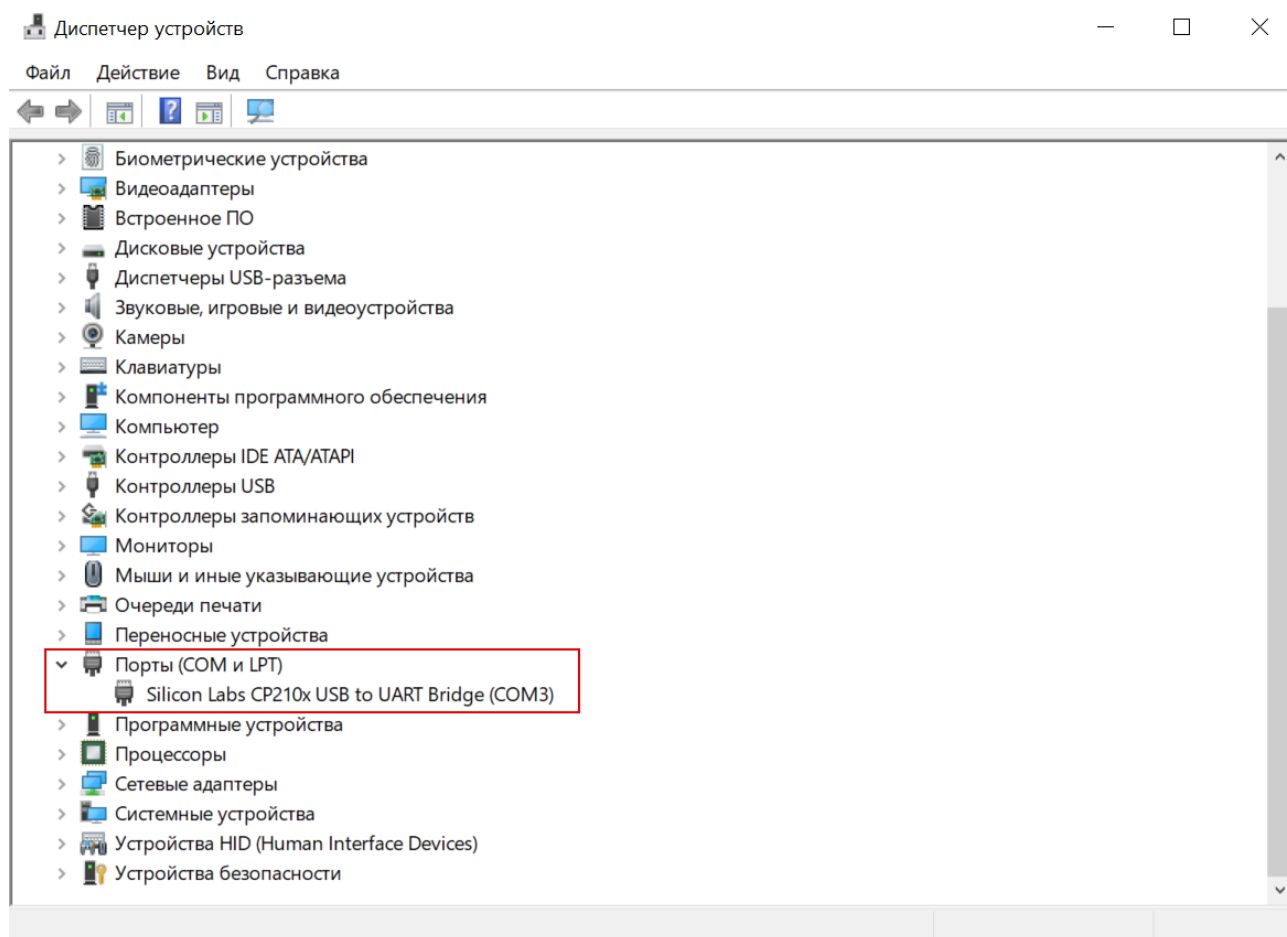 Диспетчер устройств
Файл Действие Вид Справка
Биометрические устройства
Видеоадаптеры
Встроенное ПО
Дисковые устройства
Диспетчеры USB-разъема
Звуковые, игровые и видеоустройства
Камеры
Клавиатуры
Компоненты программного обеспечения
Компьютер
Контроллеры IDE ATA/ATAPI
Контроллеры USB
Контроллеры запоминающих устройств
Мониторы
Мыши и иные указывающие устройства
Очереди печати
Переносные устройства
Порты (COM и LPT)
Silicon Labs CP210x USB to UART Bridge (COM3)
Программные устройства
Процессоры
Сетевые адаптеры
Системные устройства
Устройства HID (Human Interface Devices)
Устройства безопасности